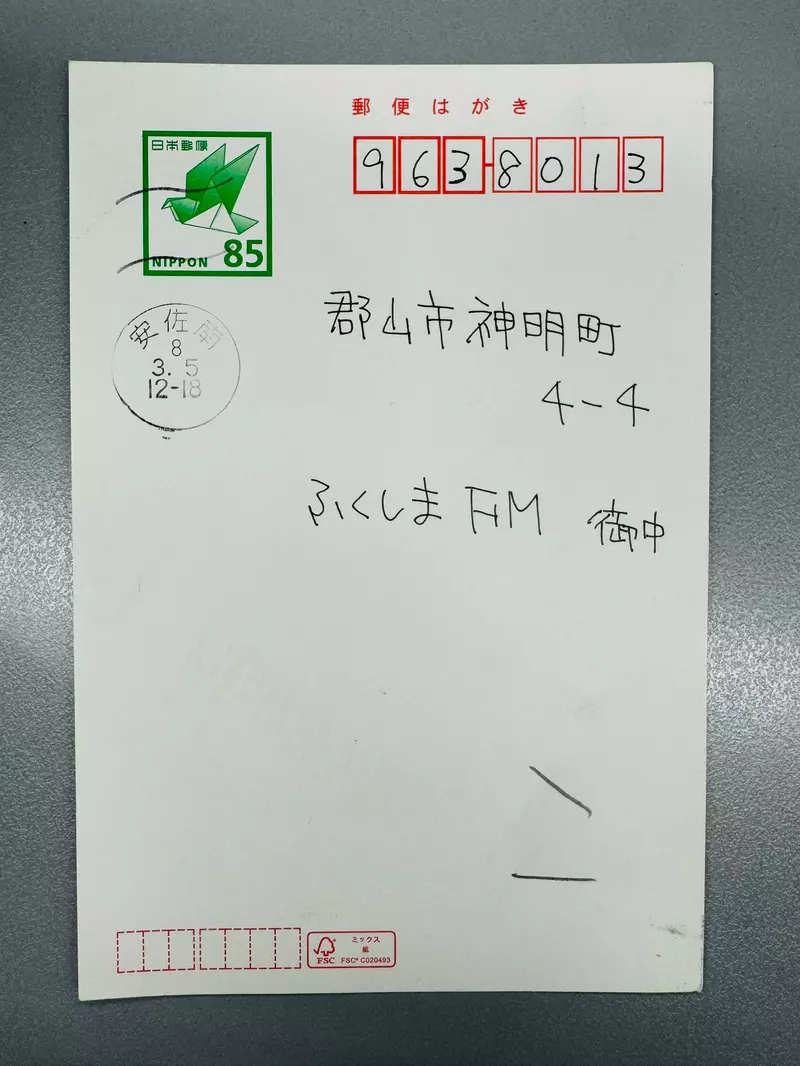 郵便はがき
日本郵便
NIPPON 85
963-8013
安佐南
8
3. 5
12-18
郡山市神明町
4-4
ふくしまFM 御中
ミックス
紙
FSC
FSC® C020493